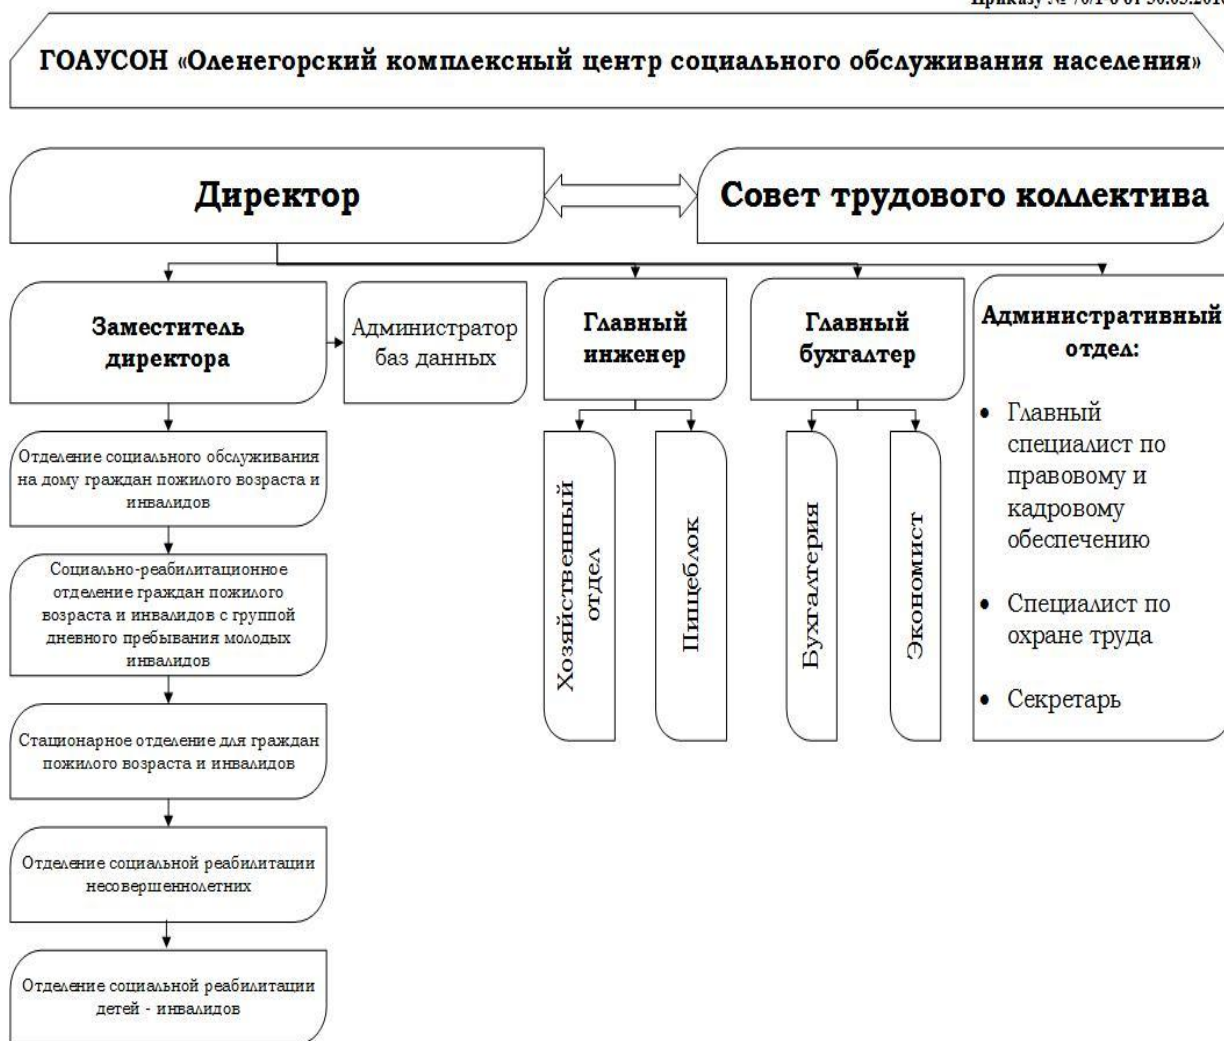 ГОАУСОН «Оленегорский комплексный центр социального обслуживания населения»
Директор
Совет трудового коллектива
Заместитель
директора
Администратор
баз данных
Главный
инженер
Главный
бухгалтер
Административный
отдел:
• Главный
специалист по
правовому и
кадровому
обеспечению
• Специалист по
охране труда
• Секретарь
Отделение социального обслуживания
на дому граждан пожилого возраста и
инвалидов
Социально-реабилитационное
отделение граждан пожилого
возраста и инвалидов с группой
дневного пребывания молодых
инвалидов
Стационарное отделение для граждан
пожилого возраста и инвалидов
Отделение социальной реабилитации
несовершеннолетних
Отделение социальной реабилитации
детей - инвалидов
Хозяйственный
отдел
Пищеблок
Бухгалтерия
Экономист